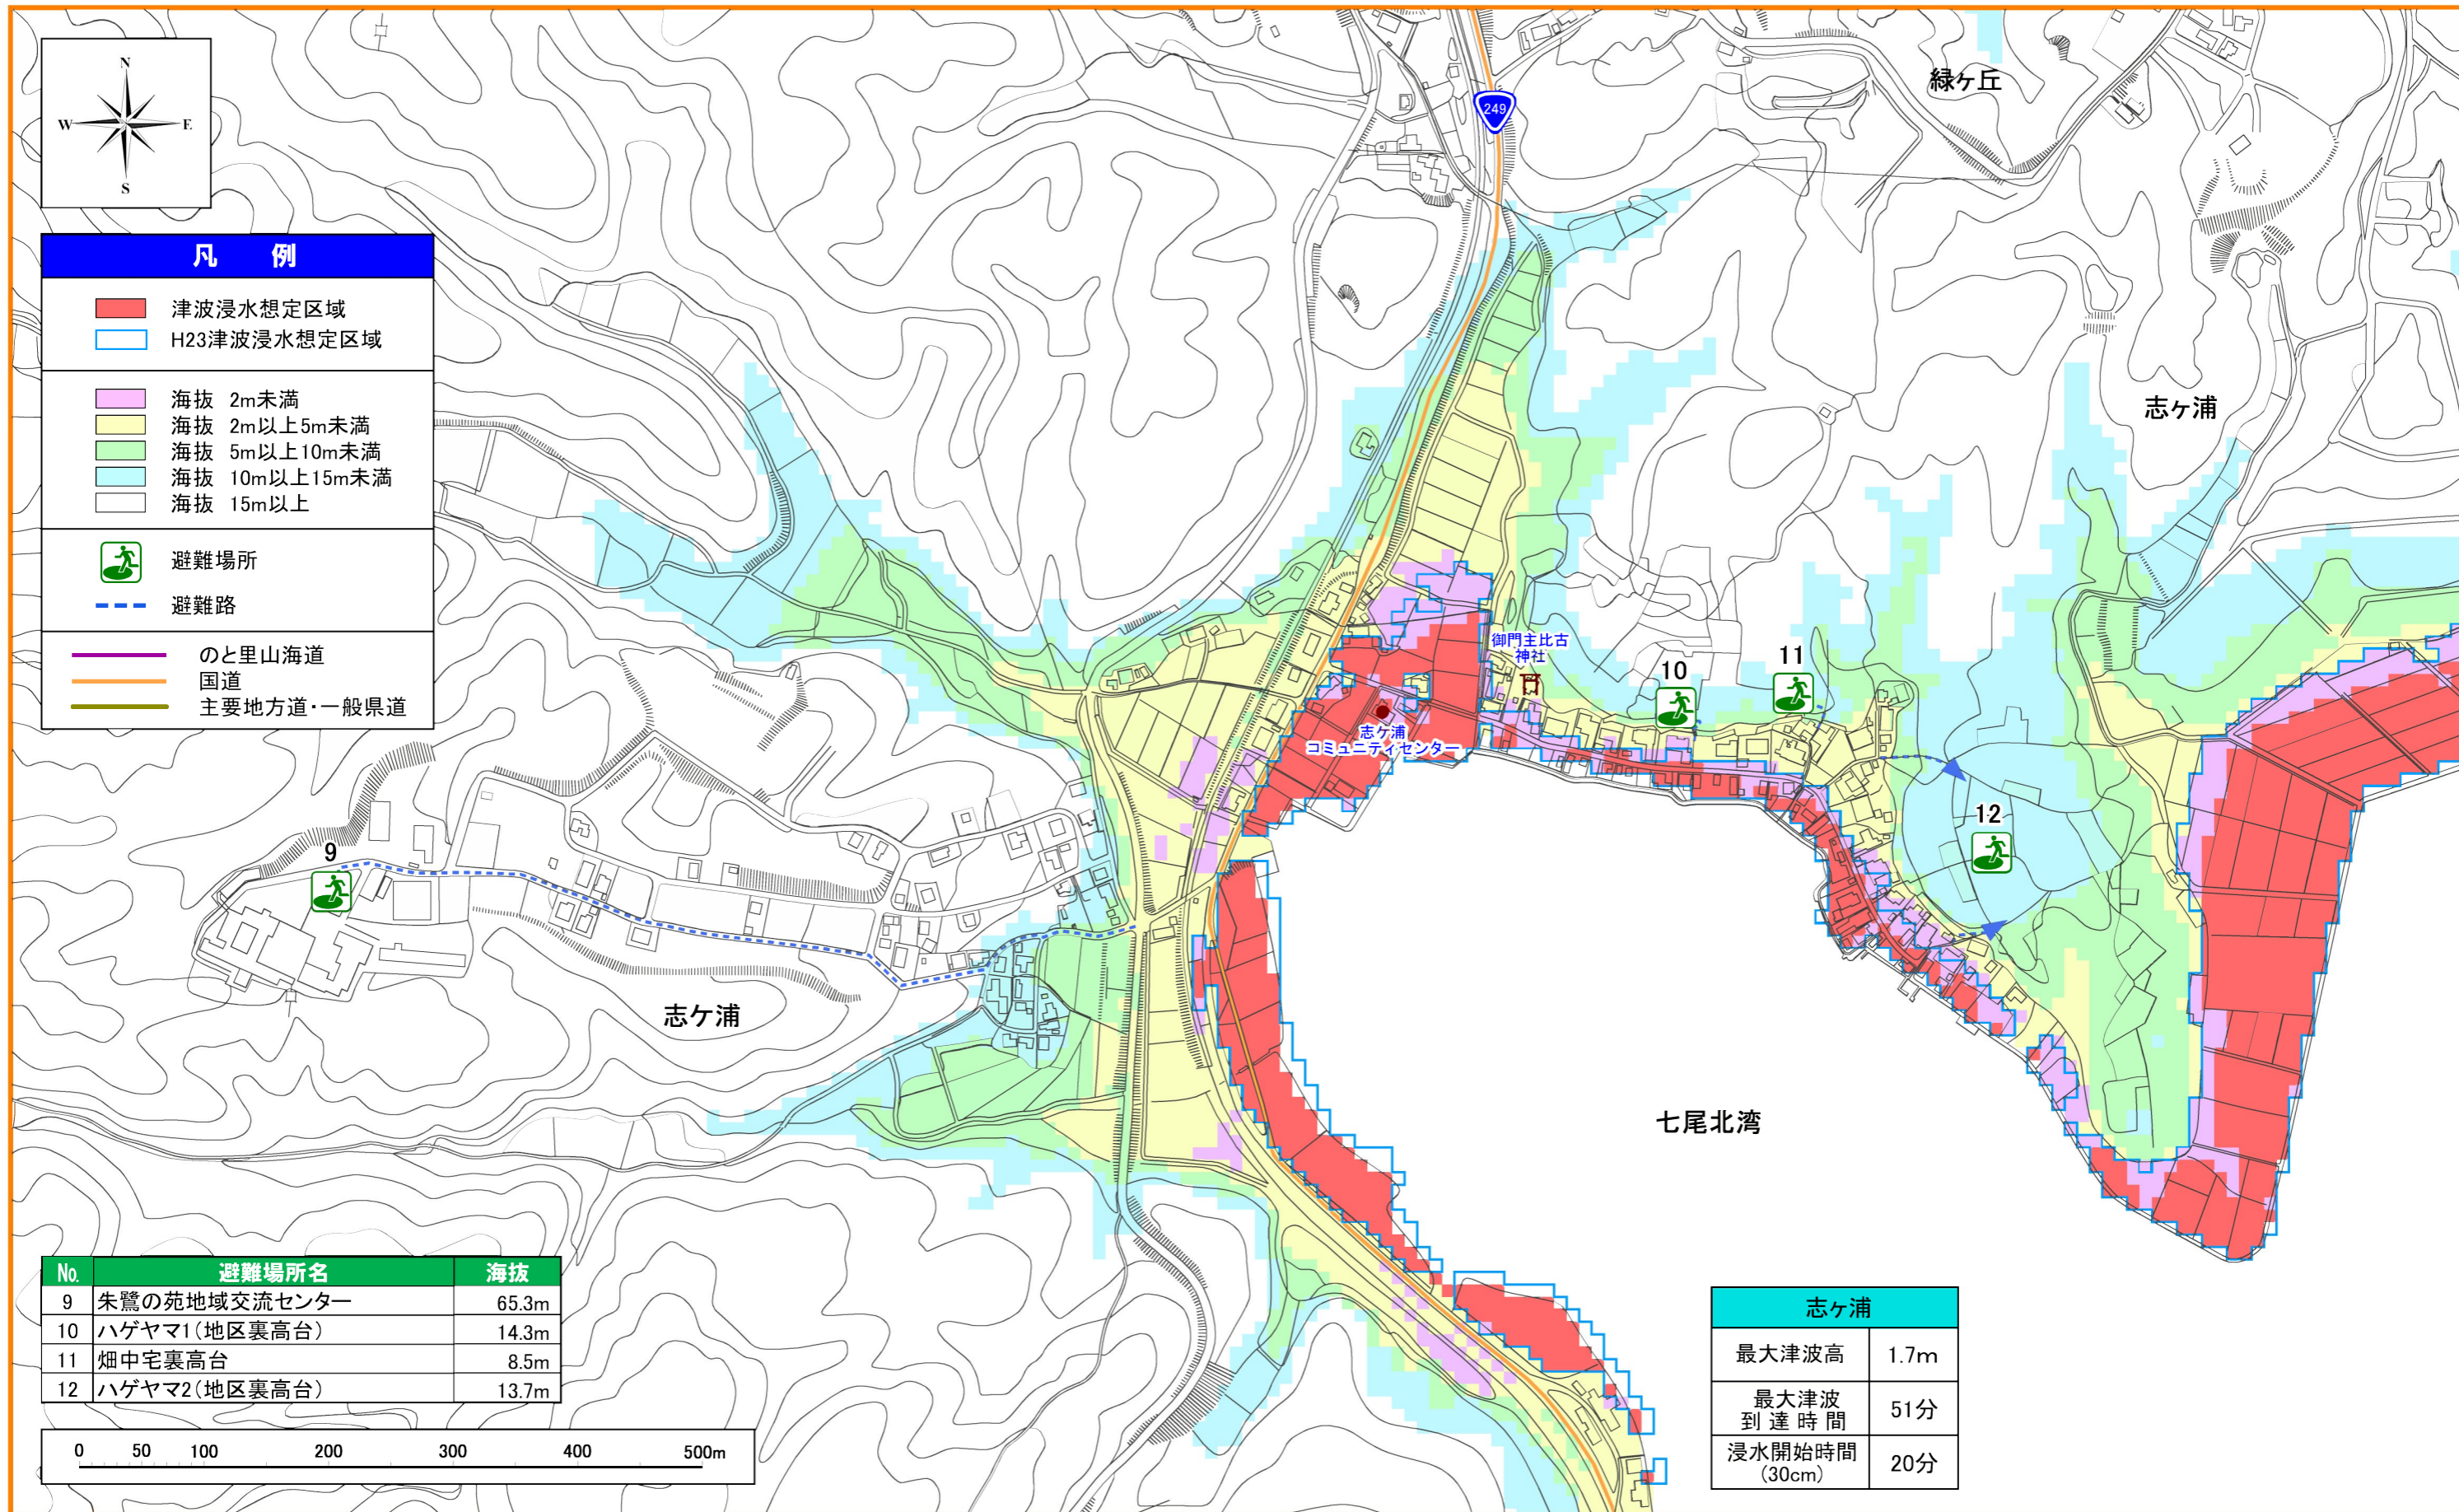 N
W
E
S
凡 例
津波浸水想定区域
H23津波浸水想定区域
海抜 2m未満
海抜 2m以上5m未満
海抜 5m以上10m未満
海抜 10m以上15m未満
海抜 15m以上
避難場所
避難路
のと里山海道
国道
主要地方道・一般県道
249
緑ヶ丘
志ヶ浦
御門主比古
神社
10
11
志ケ浦
コミュニティセンター
12
9
志ケ浦
七尾北湾
No. 避難場所名 海抜
9 朱鷺の苑地域交流センター 65.3m
10 ハゲヤマ1(地区裏高台) 14.3m
11 畑中宅裏高台 8.5m
12 ハゲヤマ2(地区裏高台) 13.7m
0 50 100 200 300 400 500m
志ヶ浦
最大津波高 1.7m
最大津波
到達時間 51分
浸水開始時間
(30cm) 20分